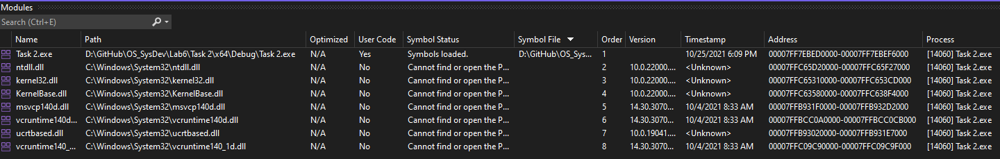 Modules
Search (Ctrl+E)
Name Path Optimized User Code Symbol Status Symbol File Order Version Timestamp Address Process
Task 2.exe D:\GitHub\OS_SysDev\Lab6\Task 2\x64\Debug\Task 2.exe N/A Yes Symbols loaded. D:\GitHub\OS_Sys... 1 10/25/2021 6:09 PM 00007FF7EBED0000-00007FF7EBEF6000 [14060] Task 2.exe
ntdll.dll C:\Windows\System32\ntdll.dll N/A No Cannot find or open the P... 2 10.0.22000.... <Unknown> 00007FFC65D20000-00007FFC65F27000 [14060] Task 2.exe
kernel32.dll C:\Windows\System32\kernel32.dll N/A No Cannot find or open the P... 3 10.0.22000.... <Unknown> 00007FFC65310000-00007FFC653CD000 [14060] Task 2.exe
KernelBase.dll C:\Windows\System32\KernelBase.dll N/A No Cannot find or open the P... 4 10.0.22000.... <Unknown> 00007FFC63580000-00007FFC638F4000 [14060] Task 2.exe
msvcp140d.dll C:\Windows\System32\msvcp140d.dll N/A No Cannot find or open the P... 5 14.30.3070... 10/4/2021 8:33 AM 00007FFB931F0000-00007FFB932D2000 [14060] Task 2.exe
vcruntime140d... C:\Windows\System32\vcruntime140d.dll N/A No Cannot find or open the P... 6 14.30.3070... 10/4/2021 8:33 AM 00007FFBCC0A0000-00007FFBCC0CB000 [14060] Task 2.exe
ucrtbased.dll C:\Windows\System32\ucrtbased.dll N/A No Cannot find or open the P... 7 10.0.19041.... <Unknown> 00007FFB93020000-00007FFB931E7000 [14060] Task 2.exe
vcruntime140_... C:\Windows\System32\vcruntime140_1d.dll N/A No Cannot find or open the P... 8 14.30.3070... 10/4/2021 8:33 AM 00007FFC09C90000-00007FFC09C9F000 [14060] Task 2.exe